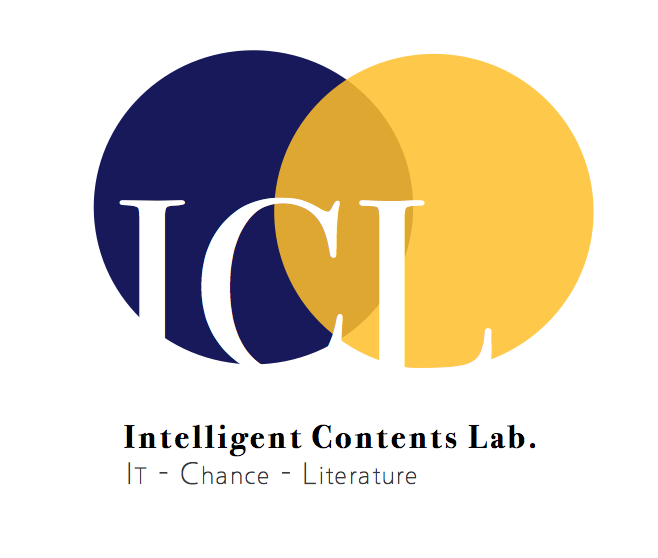 ICL
Intelligent Contents Lab.
IT - Chance - Literature